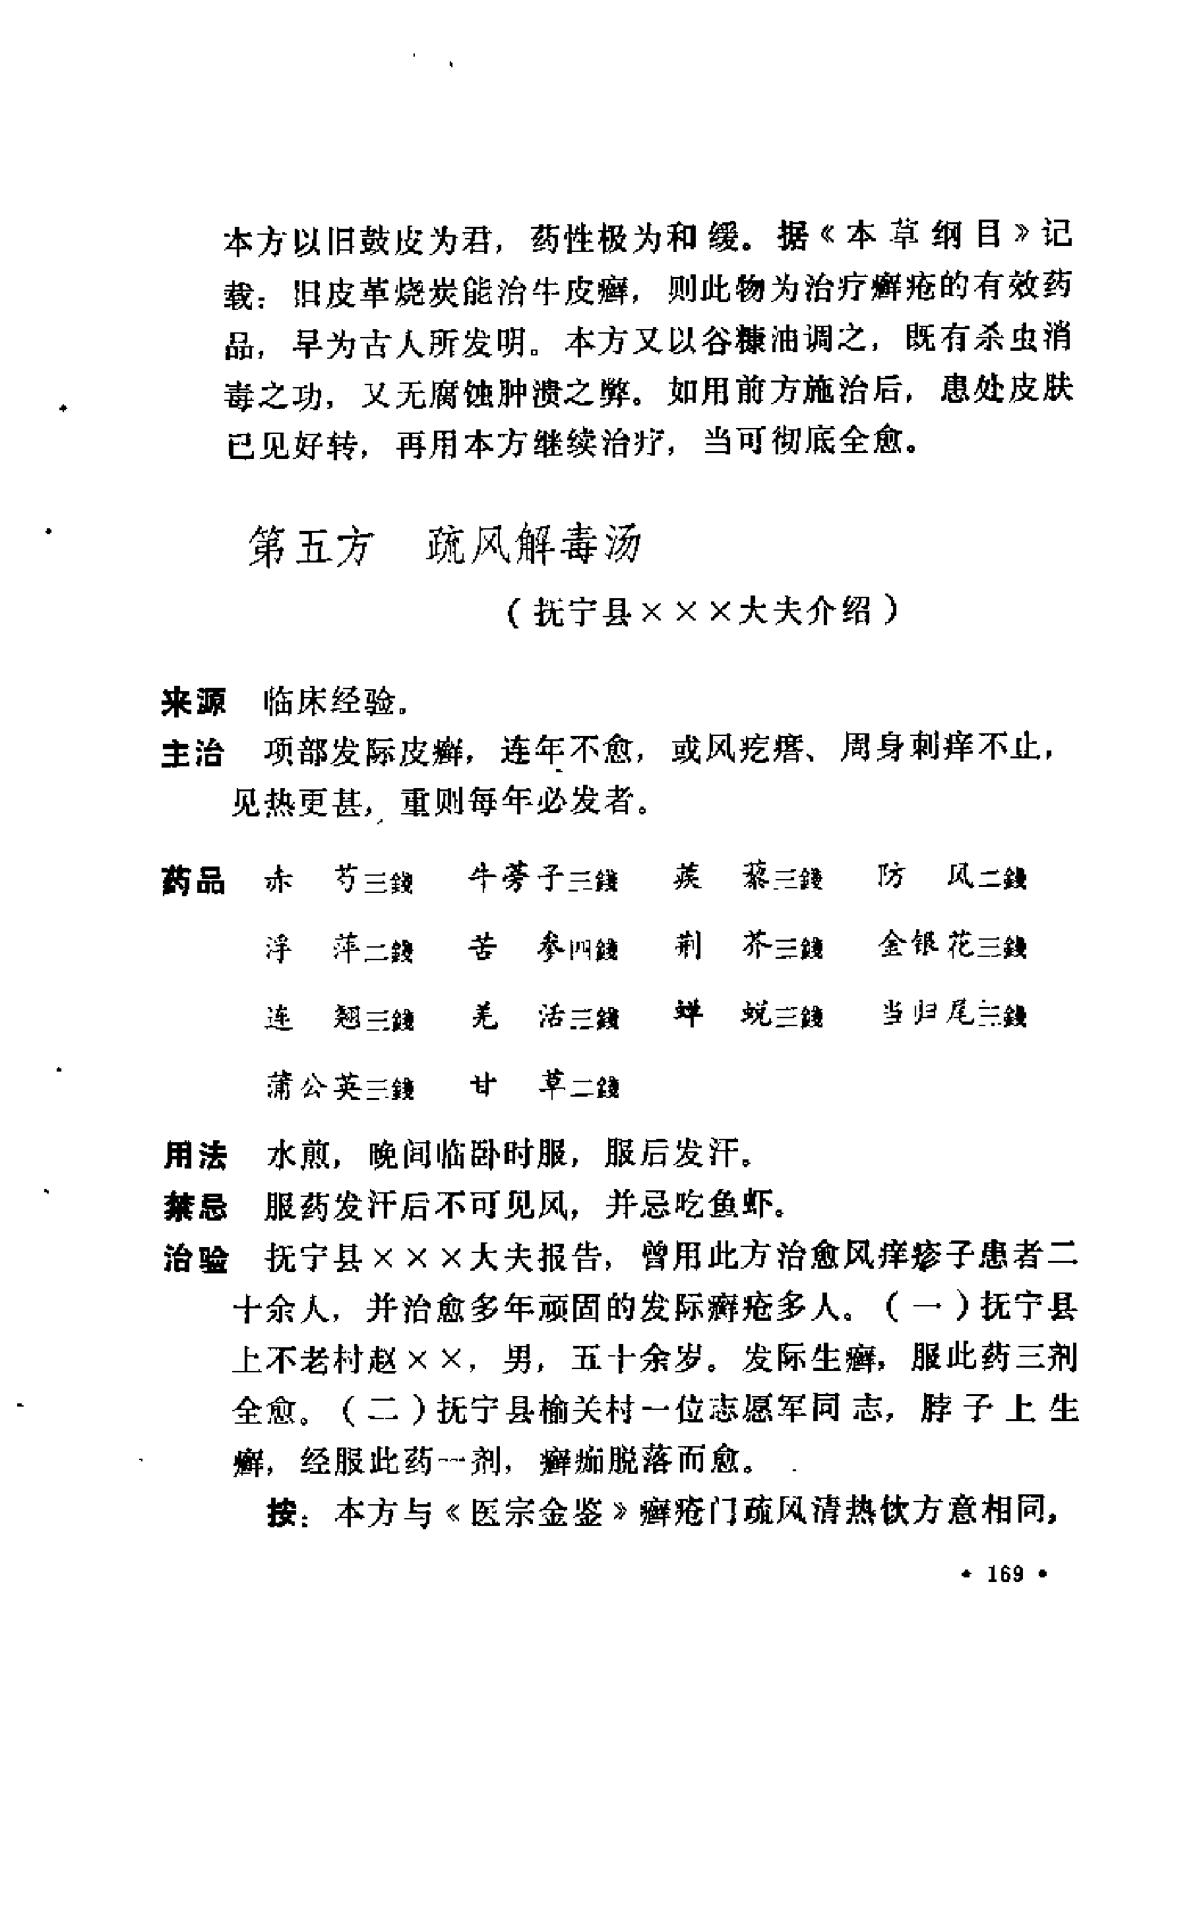 本方以旧鼓皮为君，药性极为和缓。据《本草纲目》记
载：旧皮革烧炭能治牛皮癣，则此物为治疗癣疮的有效药
品，早为古人所发明。本方又以谷糠油调之，既有杀虫消
毒之功，又无腐蚀肿溃之弊。如用前方施治后，患处皮肤
已见好转，再用本方继续治疗，当可彻底全愈。
第五方　疏风解毒汤
（抚宁县×××大夫介绍）
来源　临床经验。
主治　项部发际皮癣，连年不愈，或风疙瘩、周身刺痒不止，
见热更甚，重则每年必发者。
药品　赤　芍三錢　牛蒡子三錢　蒺　藜三錢　防　风二錢
浮　萍二錢　苦　参四錢　荆　芥三錢　金银花三錢
连　翘三錢　羌　活三錢　蝉　蜕三錢　当归尾三錢
蒲公英三錢　甘　草二錢
用法　水煎，晚间临卧时服，服后发汗。
禁忌　服药发汗后不可见风，并忌吃鱼虾。
治验　抚宁县×××大夫报告，曾用此方治愈风痒疹子患者二
十余人，并治愈多年顽固的发际癣疮多人。（一）抚宁县
上不老村赵××，男，五十余岁。发际生癣，服此药三剂
全愈。（二）抚宁县榆关村一位志愿军同志，脖子上生
癣，经服此药一剂，癣痂脱落而愈。
按：本方与《医宗金鉴》癣疮门疏风清热饮方意相同，
• 169 •